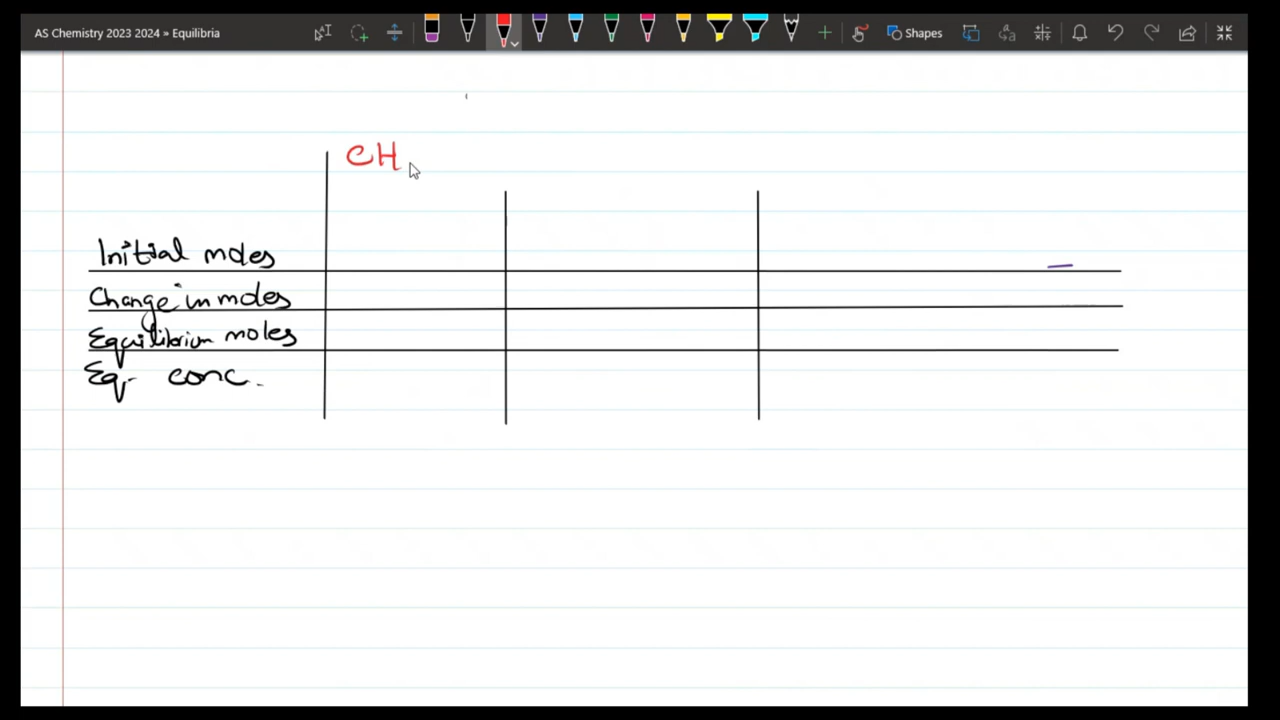 AS Chemistry 2023 2024 » Equilibria
Shapes
CH
Initial moles
Change in moles
Equilibrium moles
Eq. conc.